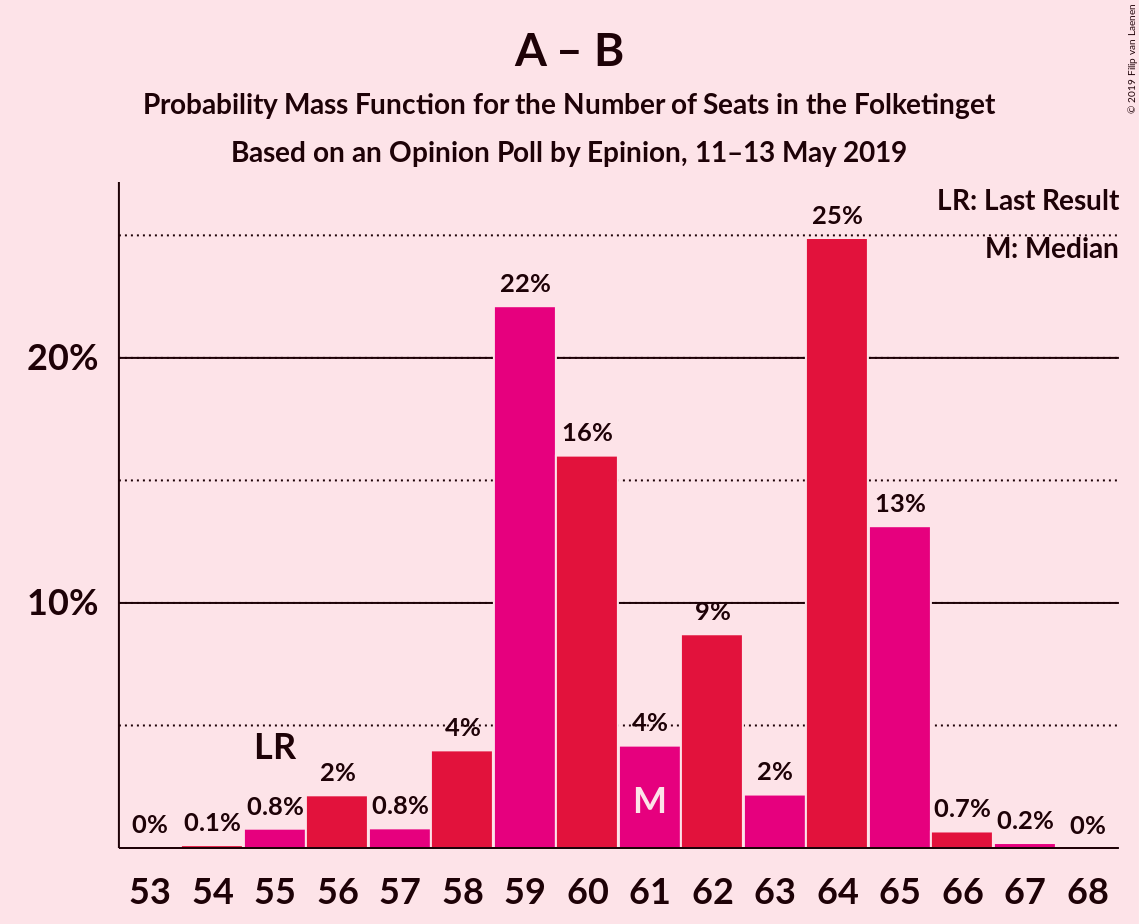 A – B
Probability Mass Function for the Number of Seats in the Folketinget
Based on an Opinion Poll by Epinion, 11–13 May 2019
© 2019 Filip van Laenen
LR: Last Result
M: Median
20%
10%
0%
0.1%
0.8%
LR
2%
0.8%
4%
22%
16%
4%
M
9%
2%
25%
13%
0.7%
0.2%
0%
53 54 55 56 57 58 59 60 61 62 63 64 65 66 67 68